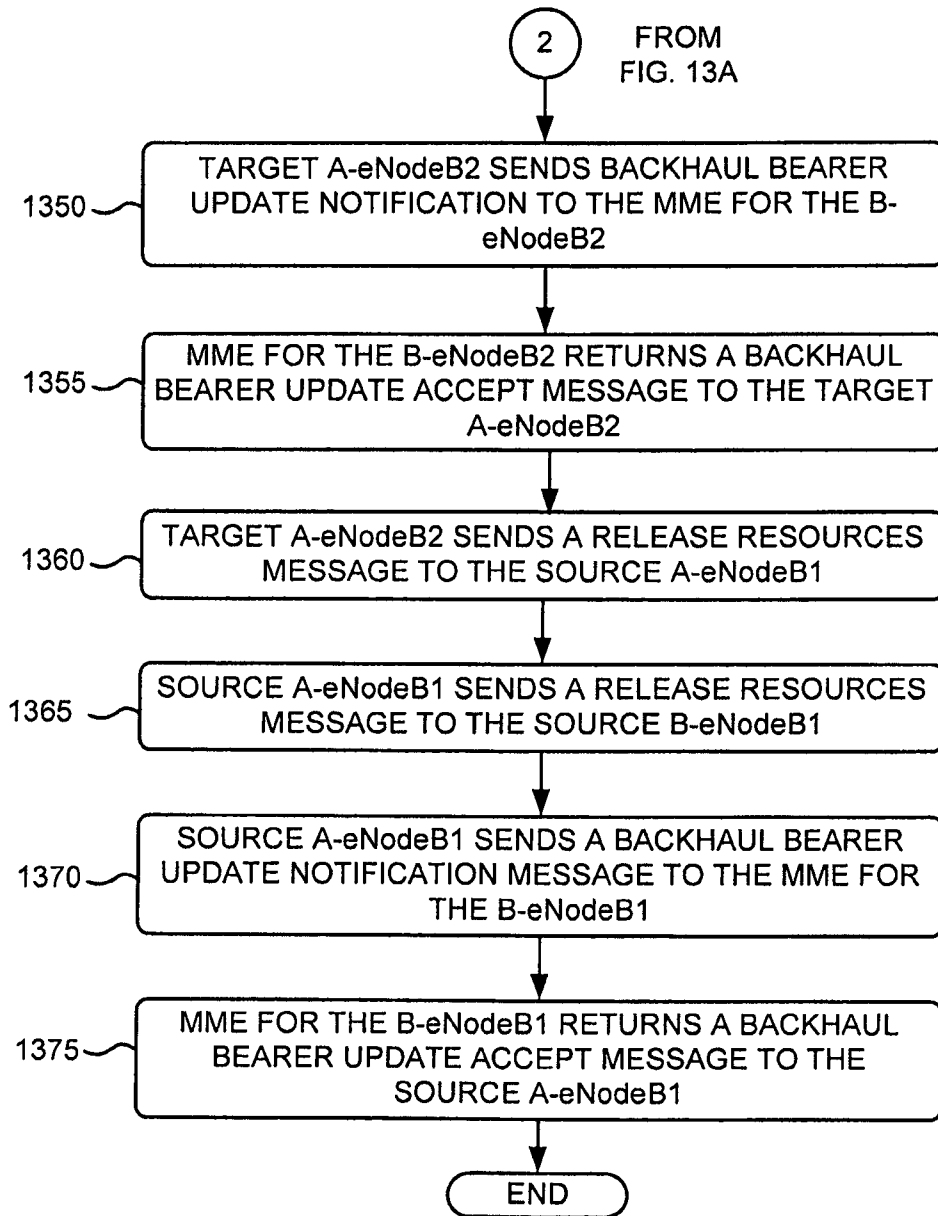 2
FROM
FIG. 13A
1350
TARGET A-eNodeB2 SENDS BACKHAUL BEARER
UPDATE NOTIFICATION TO THE MME FOR THE B-
eNodeB2
1355
MME FOR THE B-eNodeB2 RETURNS A BACKHAUL
BEARER UPDATE ACCEPT MESSAGE TO THE TARGET
A-eNodeB2
1360
TARGET A-eNodeB2 SENDS A RELEASE RESOURCES
MESSAGE TO THE SOURCE A-eNodeB1
1365
SOURCE A-eNodeB1 SENDS A RELEASE RESOURCES
MESSAGE TO THE SOURCE B-eNodeB1
1370
SOURCE A-eNodeB1 SENDS A BACKHAUL BEARER
UPDATE NOTIFICATION MESSAGE TO THE MME FOR
THE B-eNodeB1
1375
MME FOR THE B-eNodeB1 RETURNS A BACKHAUL
BEARER UPDATE ACCEPT MESSAGE TO THE
SOURCE A-eNodeB1
END